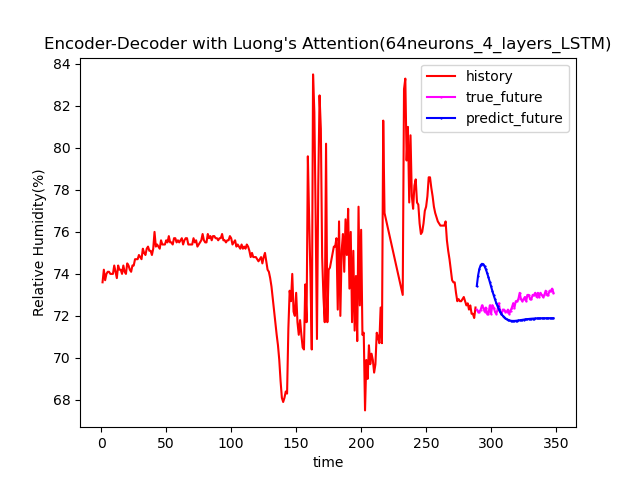 Encoder-Decoder with Luong's Attention(64neurons_4_layers_LSTM)
history
true_future
predict_future
Relative Humidity(%)
84
82
80
78
76
74
72
70
68
0 50 100 150 200 250 300 350
time